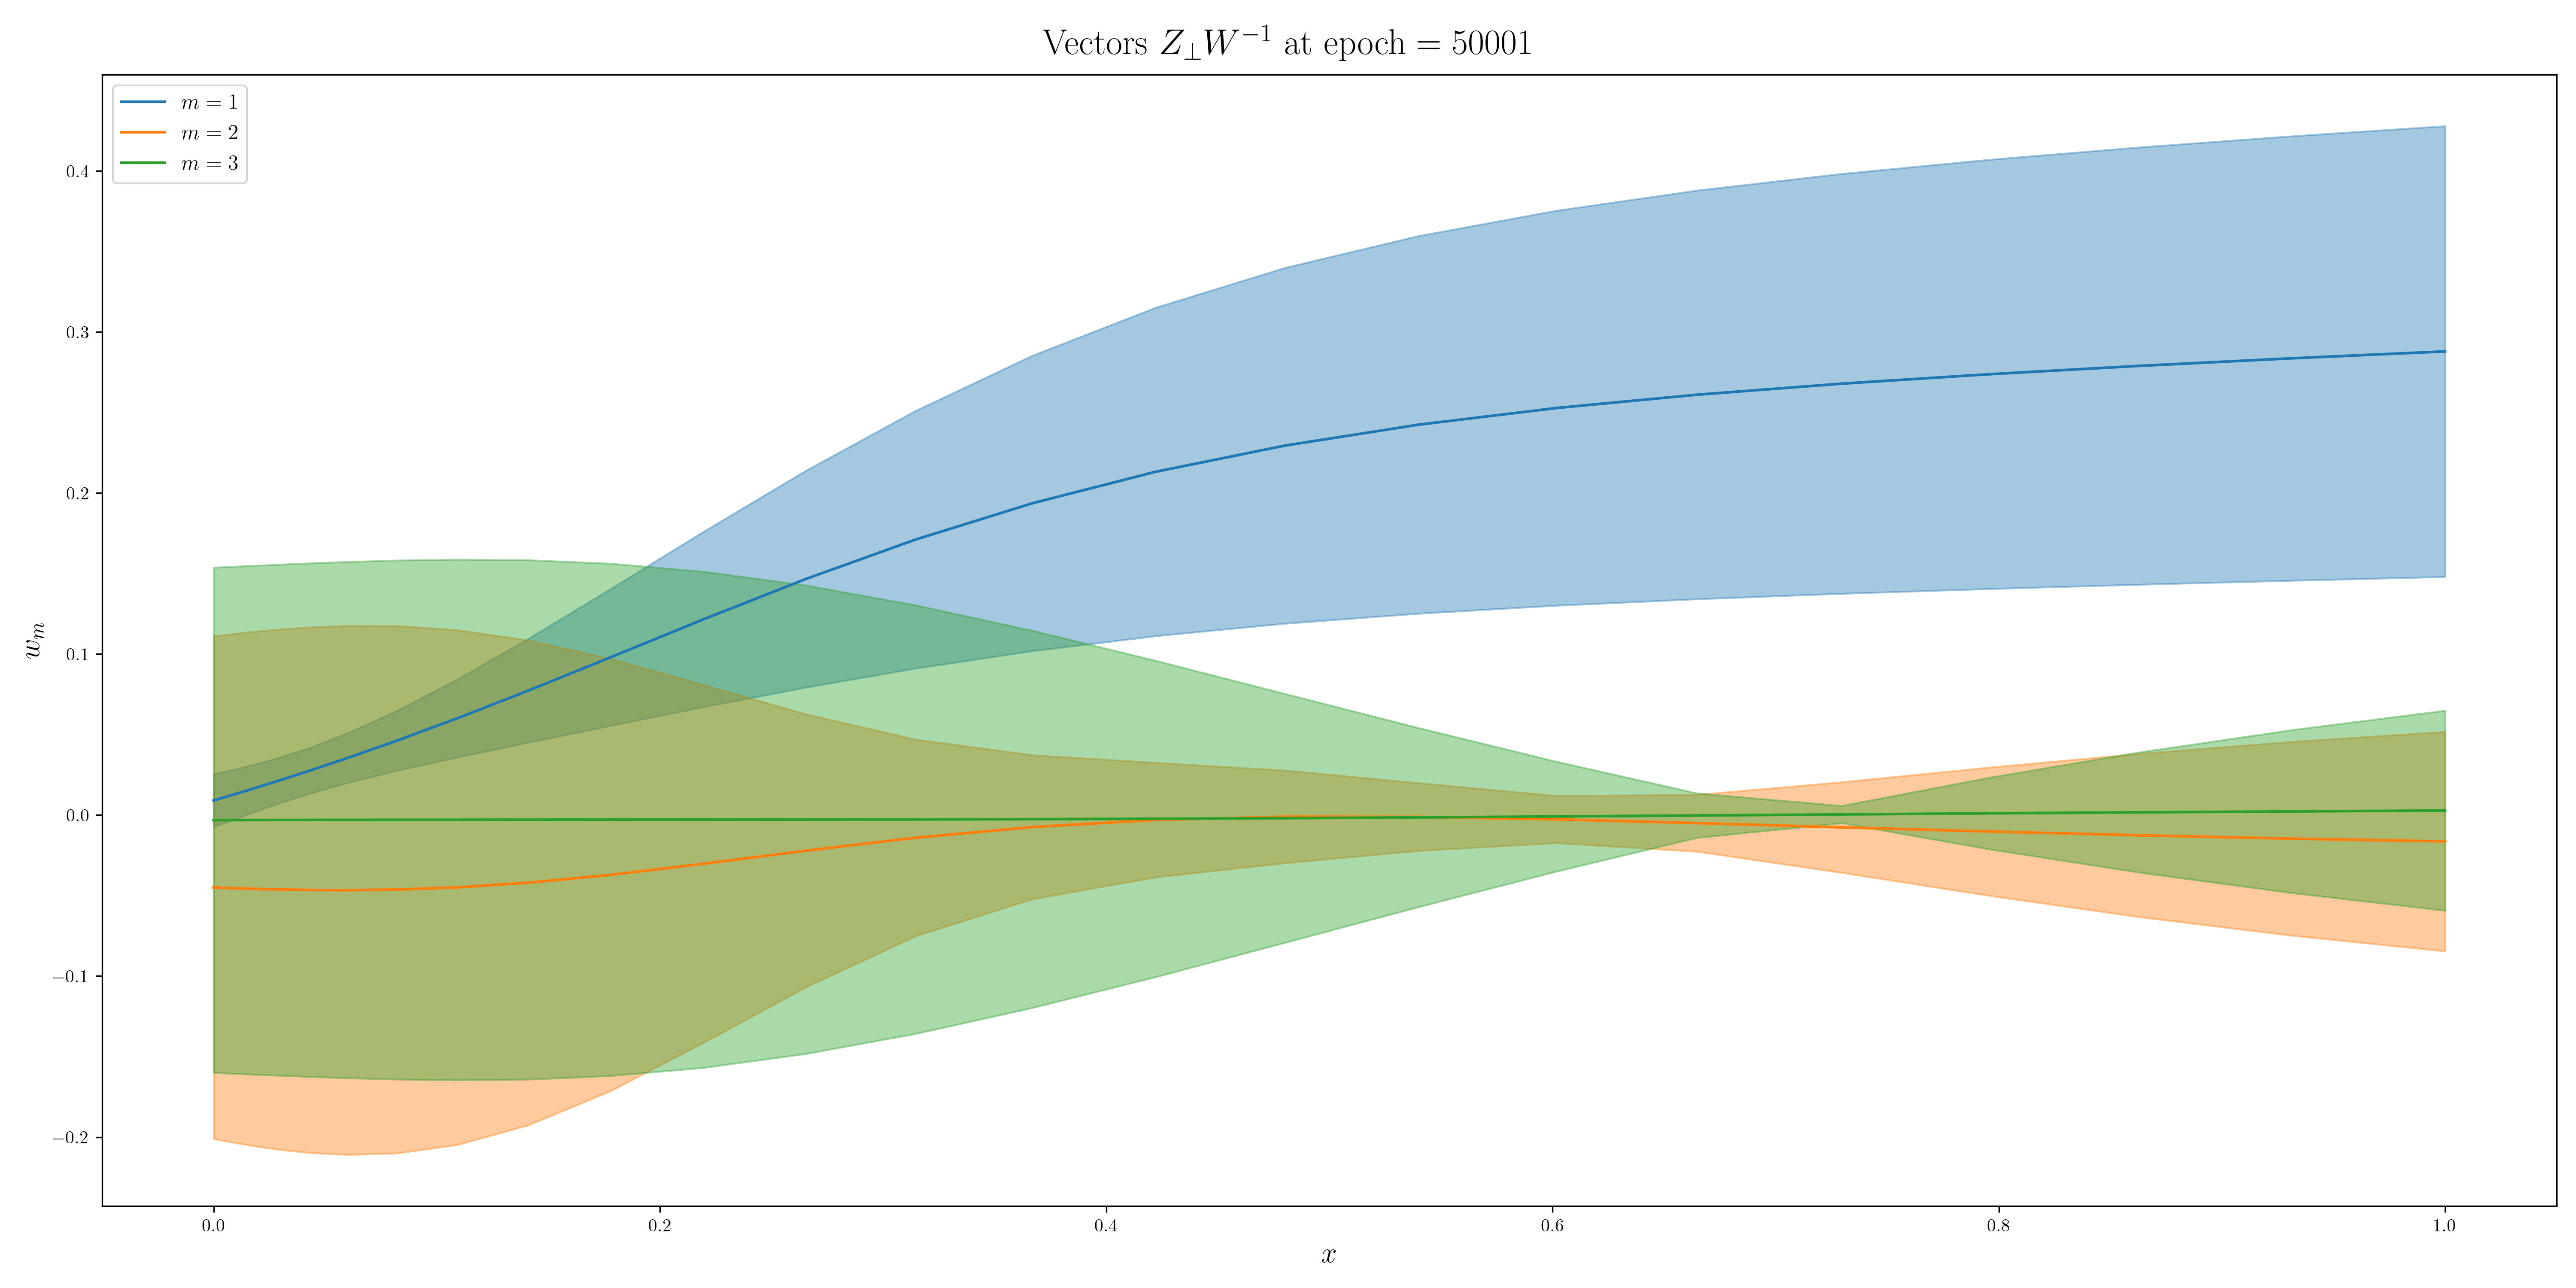 Vectors Z⊥W⁻¹ at epoch = 50001
m = 1
m = 2
m = 3
0.4
0.3
0.2
0.1
0.0
−0.1
−0.2
wₘ
0.0 0.2 0.4 0.6 0.8 1.0
x